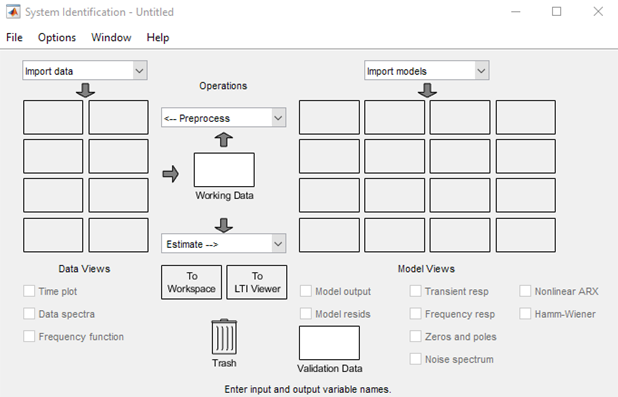 System Identification - Untitled
File Options Window Help
Import data
Import models
Operations
<-- Preprocess
Working Data
Estimate -->
Data Views
Time plot
Data spectra
Frequency function
To Workspace
To LTI Viewer
Trash
Model Views
Model output
Model resids
Transient resp
Frequency resp
Zeros and poles
Noise spectrum
Nonlinear ARX
Hamm-Wiener
Validation Data
Enter input and output variable names.